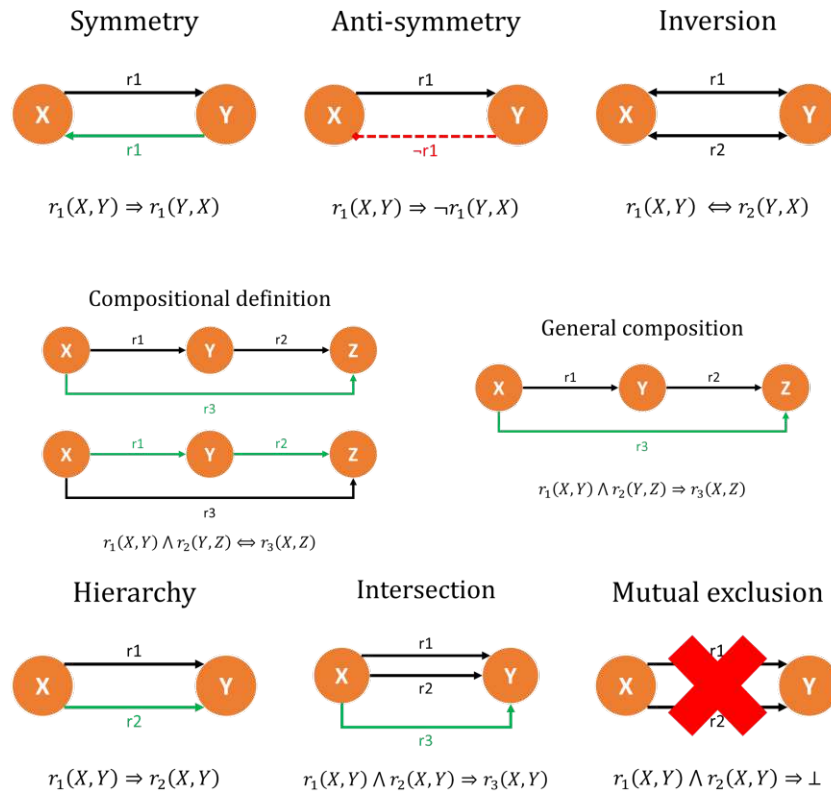 Symmetry
X r1 Y
r1
r₁(X,Y) ⇒ r₁(Y,X)
Anti-symmetry
X r1 Y
¬r1
r₁(X,Y) ⇒ ¬r₁(Y,X)
Inversion
X r1 Y
r2
r₁(X,Y) ⇔ r₂(Y,X)
Compositional definition
X r1 Y r2 Z
r3
X r1 Y r2 Z
r3
r₁(X,Y) ∧ r₂(Y,Z) ⇔ r₃(X,Z)
General composition
X r1 Y r2 Z
r3
r₁(X,Y) ∧ r₂(Y,Z) ⇒ r₃(X,Z)
Hierarchy
X r1 Y
r2
r₁(X,Y) ⇒ r₂(X,Y)
Intersection
X r1 Y
r2
r3
r₁(X,Y) ∧ r₂(X,Y) ⇒ r₃(X,Y)
Mutual exclusion
X r1 Y
r2
r₁(X,Y) ∧ r₂(X,Y) ⇒ ⊥